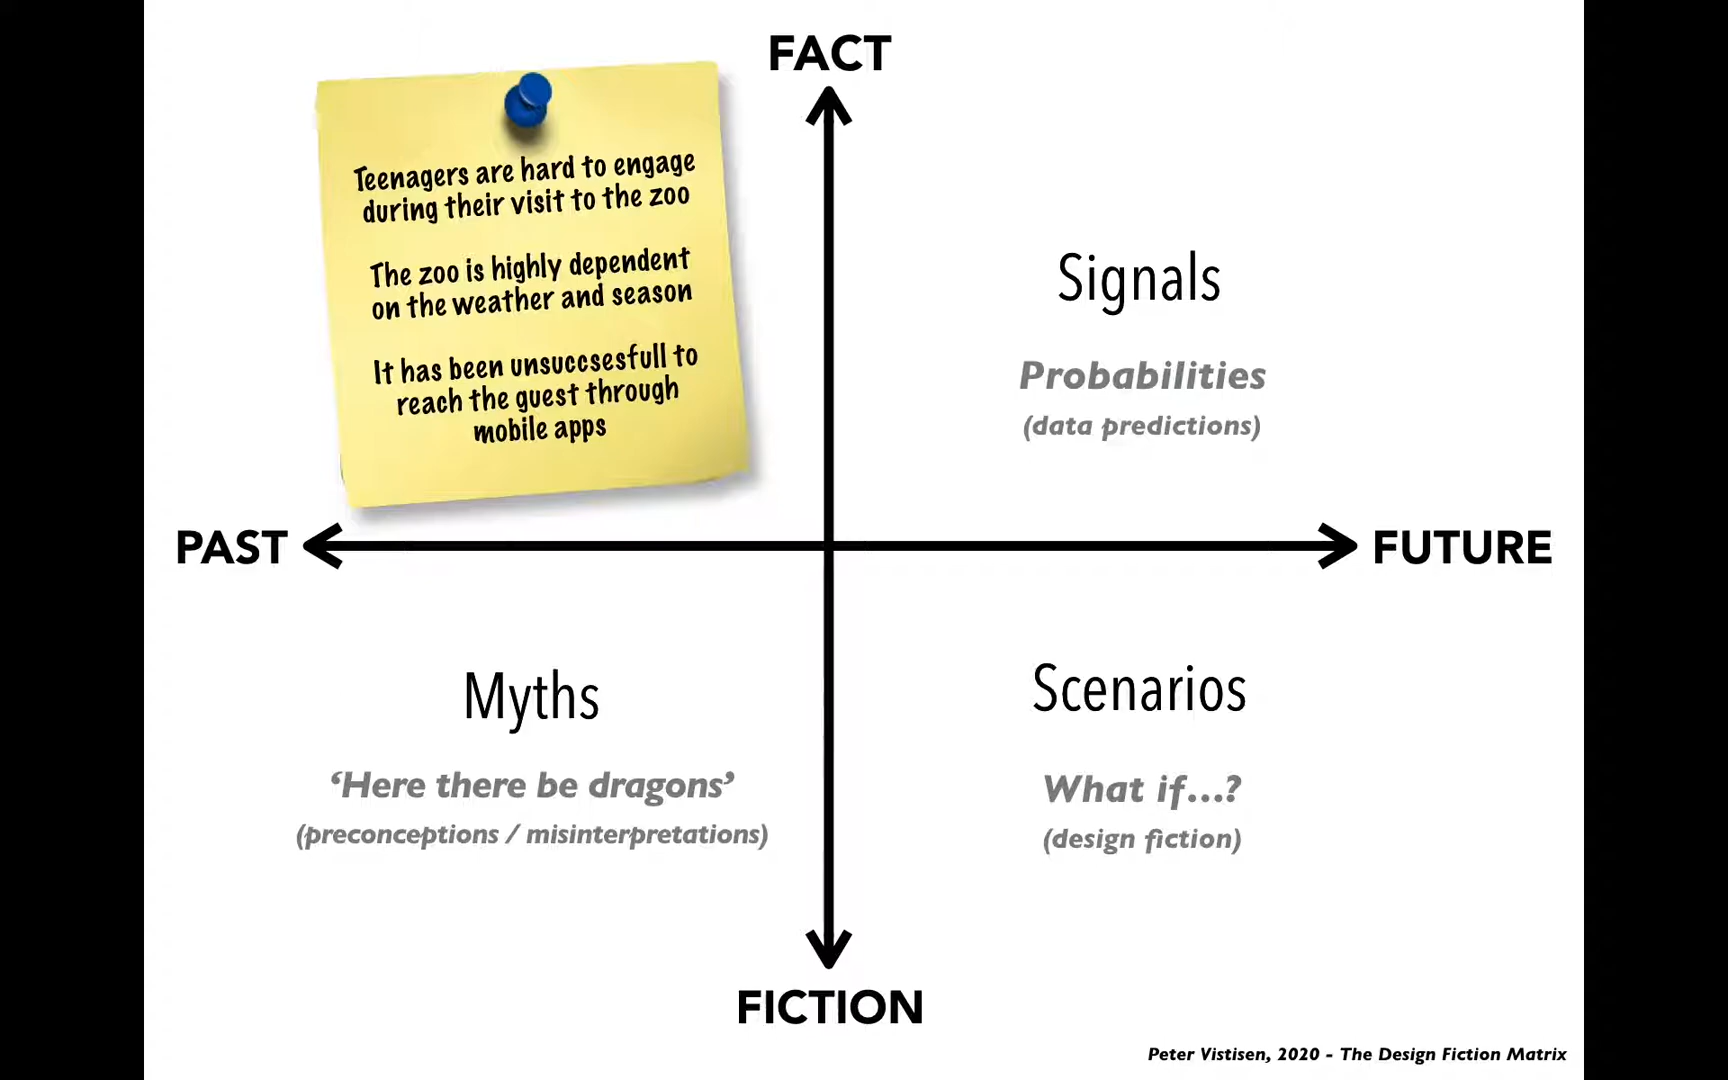 FACT
Teenagers are hard to engage
during their visit to the zoo
The zoo is highly dependent
on the weather and season
It has been unsuccsesfull to
reach the guest through
mobile apps
Signals
Probabilities
(data predictions)
PAST
FUTURE
Myths
‘Here there be dragons’
(preconceptions / misinterpretations)
Scenarios
What if...?
(design fiction)
FICTION
Peter Vistisen, 2020 - The Design Fiction Matrix